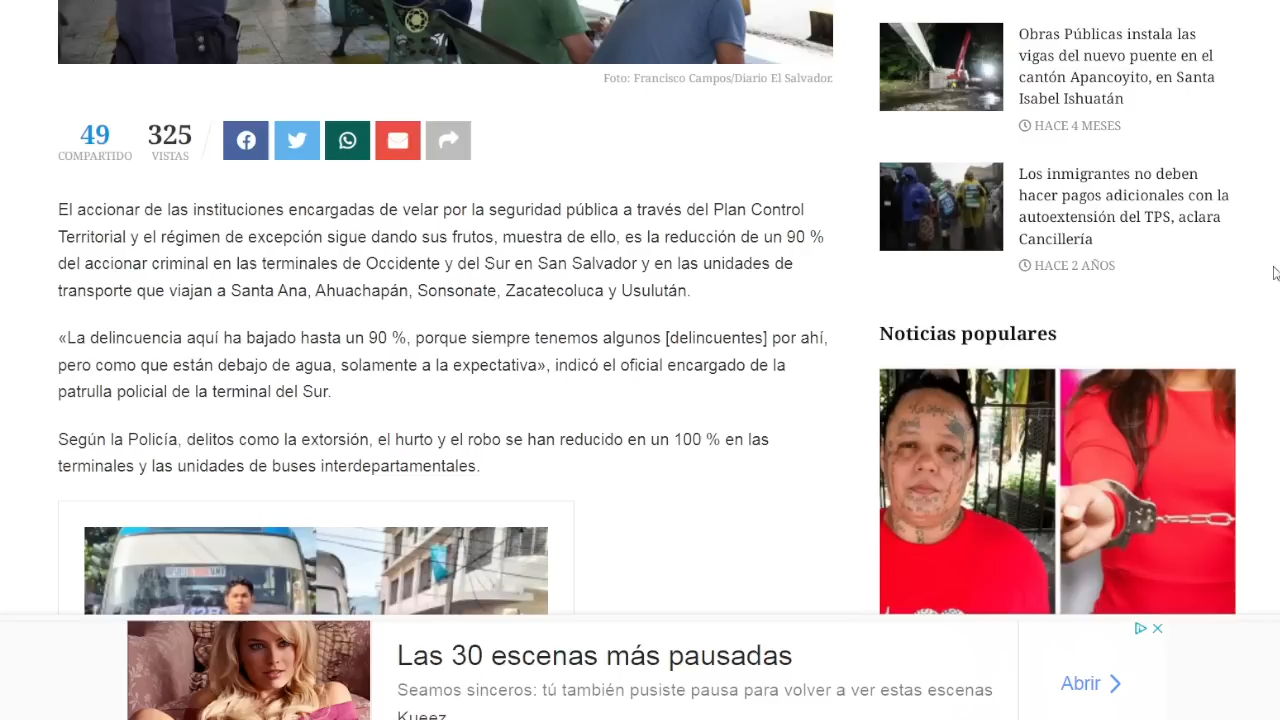 Foto: Francisco Campos/Diario El Salvador.
49
COMPARTIDO
325
VISTAS
El accionar de las instituciones encargadas de velar por la seguridad pública a través del Plan Control
Territorial y el régimen de excepción sigue dando sus frutos, muestra de ello, es la reducción de un 90 %
del accionar criminal en las terminales de Occidente y del Sur en San Salvador y en las unidades de
transporte que viajan a Santa Ana, Ahuachapán, Sonsonate, Zacatecoluca y Usulután.
«La delincuencia aquí ha bajado hasta un 90 %, porque siempre tenemos algunos [delincuentes] por ahí,
pero como que están debajo de agua, solamente a la expectativa», indicó el oficial encargado de la
patrulla policial de la terminal del Sur.
Según la Policía, delitos como la extorsión, el hurto y el robo se han reducido en un 100 % en las
terminales y las unidades de buses interdepartamentales.
Obras Públicas instala las
vigas del nuevo puente en el
cantón Apancoyito, en Santa
Isabel Ishuatán
HACE 4 MESES
Los inmigrantes no deben
hacer pagos adicionales con la
autoextensión del TPS, aclara
Cancillería
HACE 2 AÑOS
Noticias populares
Las 30 escenas más pausadas
Seamos sinceros: tú también pusiste pausa para volver a ver estas escenas
Kueez
Abrir